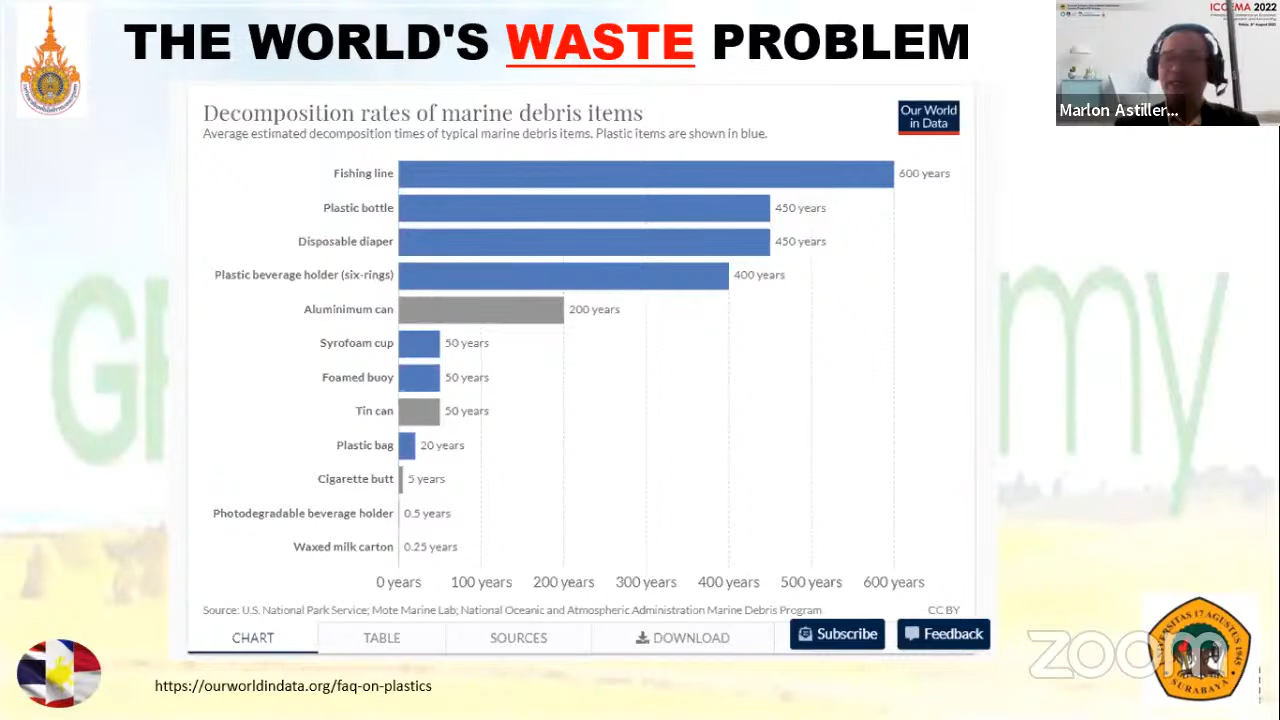 THE WORLD'S WASTE PROBLEM
2022
Marlon Astiller...
Decomposition rates of marine debris items
Average estimated decomposition times of typical marine debris items. Plastic items are shown in blue.
Our World
in Data
Fishing line 600 years
Plastic bottle 450 years
Disposable diaper 450 years
Plastic beverage holder (six-rings) 400 years
Aluminimum can 200 years
Syrofoam cup 50 years
Foamed buoy 50 years
Tin can 50 years
Plastic bag 20 years
Cigarette butt 5 years
Photodegradable beverage holder 0.5 years
Waxed milk carton 0.25 years
0 years 100 years 200 years 300 years 400 years 500 years 600 years
Source: U.S. National Park Service; Mote Marine Lab; National Oceanic and Atmospheric Administration Marine Debris Program
CC BY
CHART TABLE SOURCES DOWNLOAD Subscribe Feedback
https://ourworldindata.org/faq-on-plastics
zoom
SURABAYA